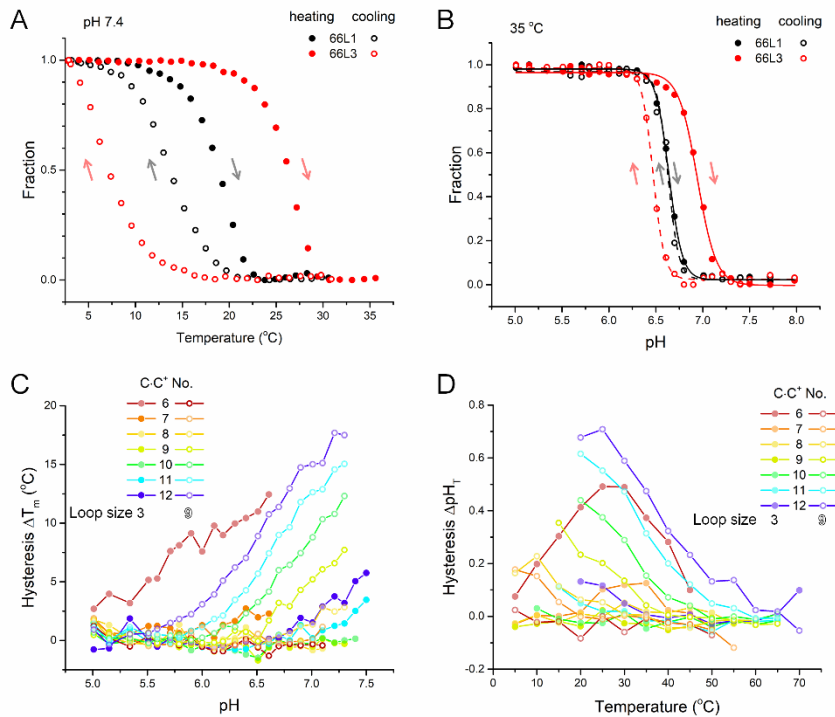 A
pH 7.4
heating cooling
66L1
66L3
Fraction
1.0
0.5
0.0
5 10 15 20 25 30 35
Temperature (°C)
B
35 °C
heating cooling
66L1
66L3
Fraction
1.0
0.8
0.6
0.4
0.2
0.0
5.0 5.5 6.0 6.5 7.0 7.5 8.0
pH
C
C·C⁺ No.
6
7
8
9
10
11
12
Loop size 3
Hysteresis ΔTₘ (°C)
20
15
10
5
0
5.0 5.5 6.0 6.5 7.0 7.5
pH
D
C·C⁺ No.
6
7
8
9
10
11
12
Loop size 3
Hysteresis ΔpH_T
0.8
0.6
0.4
0.2
0.0
-0.2
0 10 20 30 40 50 60 70
Temperature (°C)